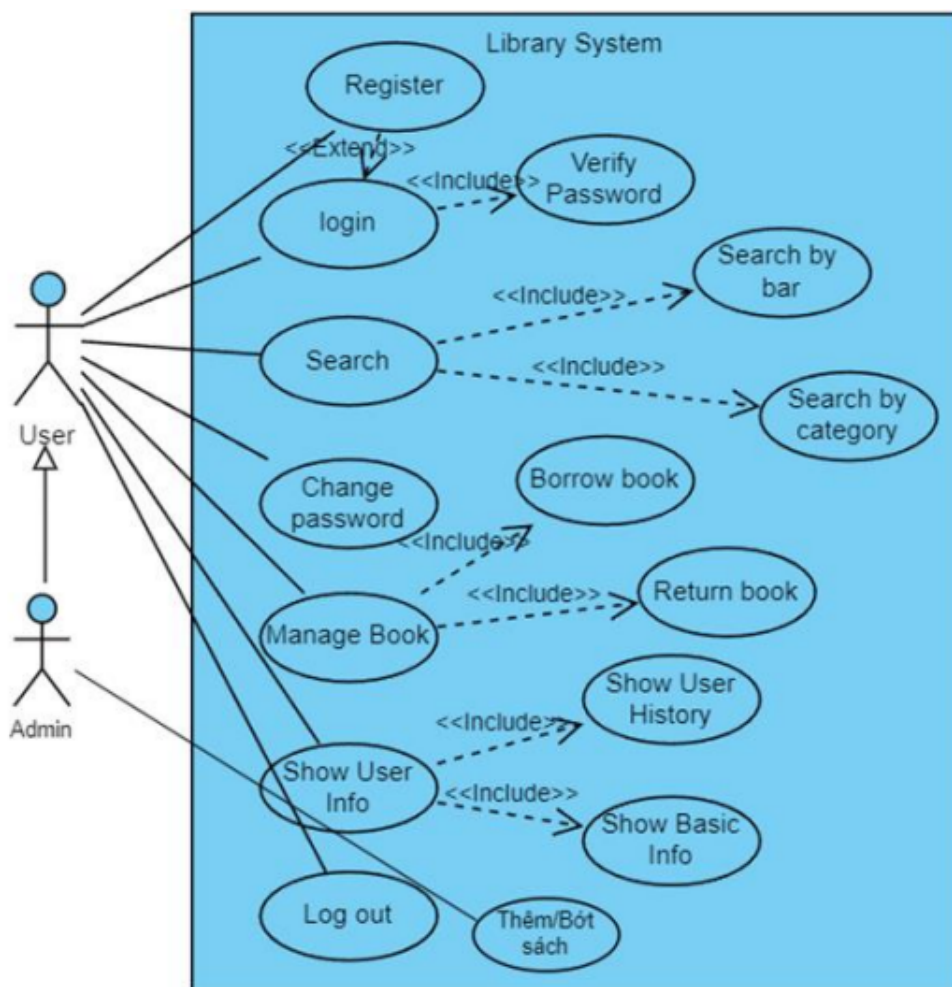 Library System
Register
<<Extend>>
login
<<Include>>
Verify
Password
Search
<<Include>>
Search by
bar
<<Include>>
Search by
category
User
Change
password
Borrow book
<<Include>>
Manage Book
<<Include>>
Return book
Admin
Show User
Info
<<Include>>
Show User
History
<<Include>>
Show Basic
Info
Log out
Thêm/Bót
sách